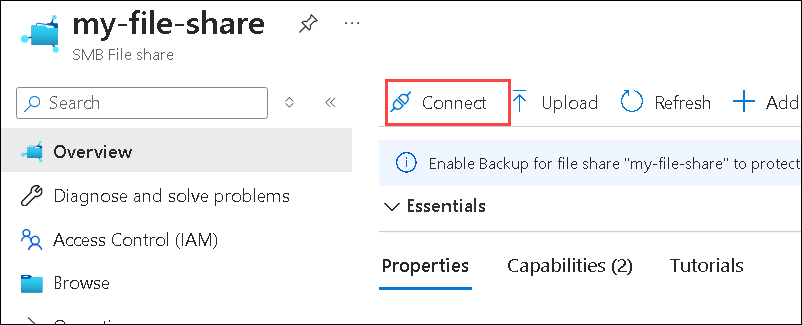 my-file-share
SMB File share
Search
Connect Upload Refresh Add
Overview
Enable Backup for file share "my-file-share" to protect
Diagnose and solve problems
Essentials
Access Control (IAM)
Properties Capabilities (2) Tutorials
Browse